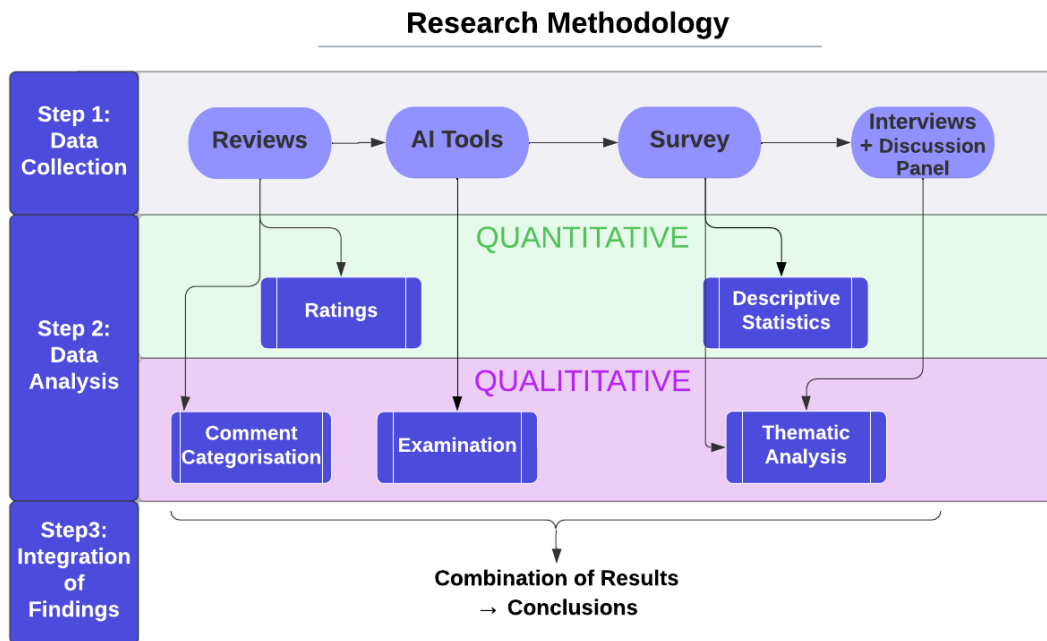 Research Methodology
Step 1:
Data
Collection
Reviews
AI Tools
Survey
Interviews
+ Discussion
Panel
Step 2:
Data
Analysis
QUANTITATIVE
Ratings
Descriptive
Statistics
QUALITITATIVE
Comment
Categorisation
Examination
Thematic
Analysis
Step3:
Integration
of
Findings
Combination of Results
→ Conclusions